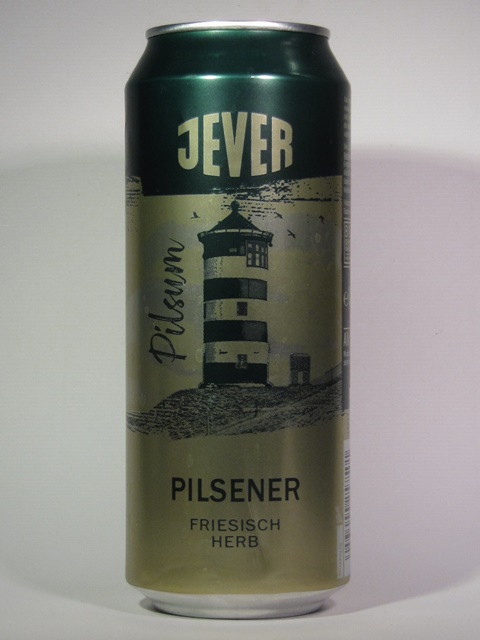 JEVER
Pilsum
PILSENER
FRIESISCH
HERB